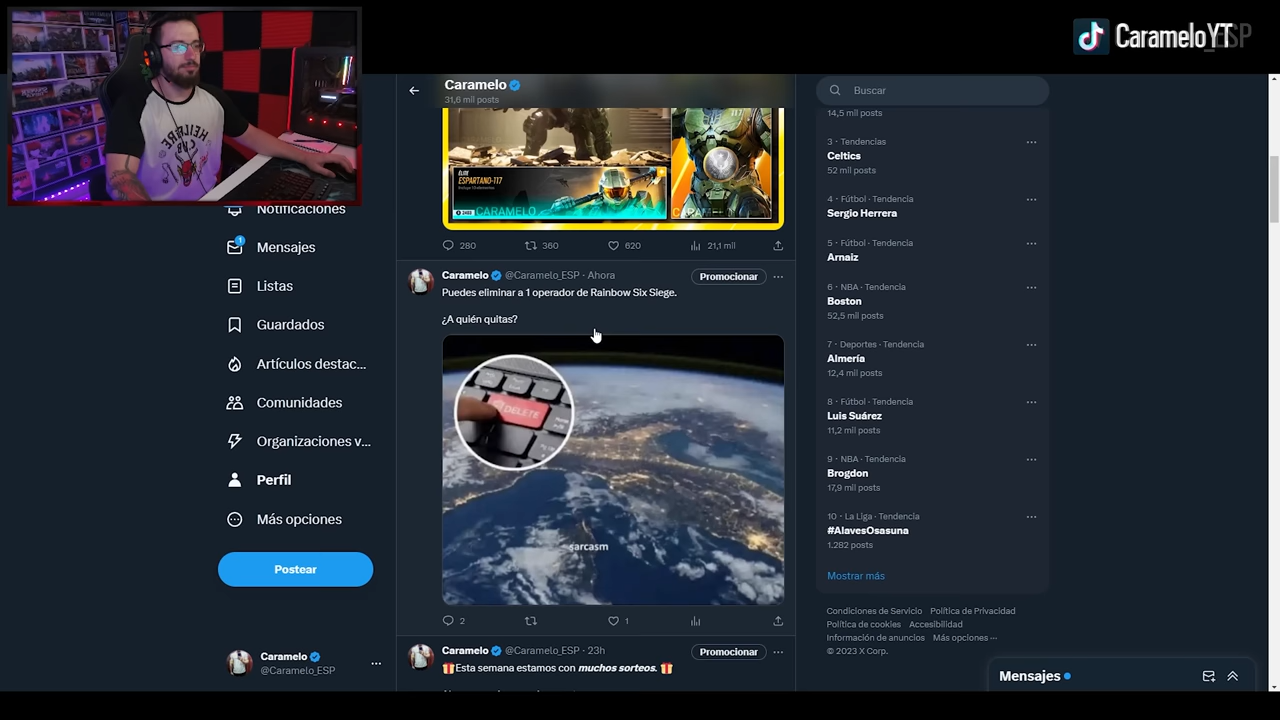 CarameloYT
Caramelo
31,6 mil posts
ÉLITE
ESPARTANO-117
CARAMELO
280
360
620
21,1 mil
Caramelo @Caramelo_ESP · Ahora
Promocionar
Puedes eliminar a 1 operador de Rainbow Six Siege.
¿A quién quitas?
DELETE
sarcasm
2
1
Caramelo @Caramelo_ESP · 23h
Promocionar
Esta semana estamos con muchos sorteos.
Notificaciones
1
Mensajes
Listas
Guardados
Artículos destac...
Comunidades
Organizaciones v...
Perfil
Más opciones
Postear
Caramelo
@Caramelo_ESP
Buscar
14,5 mil posts
3 · Tendencias
Celtics
52 mil posts
4 · Fútbol · Tendencia
Sergio Herrera
5 · Fútbol · Tendencia
Arnaiz
6 · NBA · Tendencia
Boston
52,5 mil posts
7 · Deportes · Tendencia
Almería
12,4 mil posts
8 · Fútbol · Tendencia
Luis Suárez
11,2 mil posts
9 · NBA · Tendencia
Brogdon
17,9 mil posts
10 · La Liga · Tendencia
#AlavesOsasuna
1.282 posts
Mostrar más
Condiciones de Servicio Política de Privacidad
Política de cookies Accesibilidad
Información de anuncios Más opciones ···
© 2023 X Corp.
Mensajes